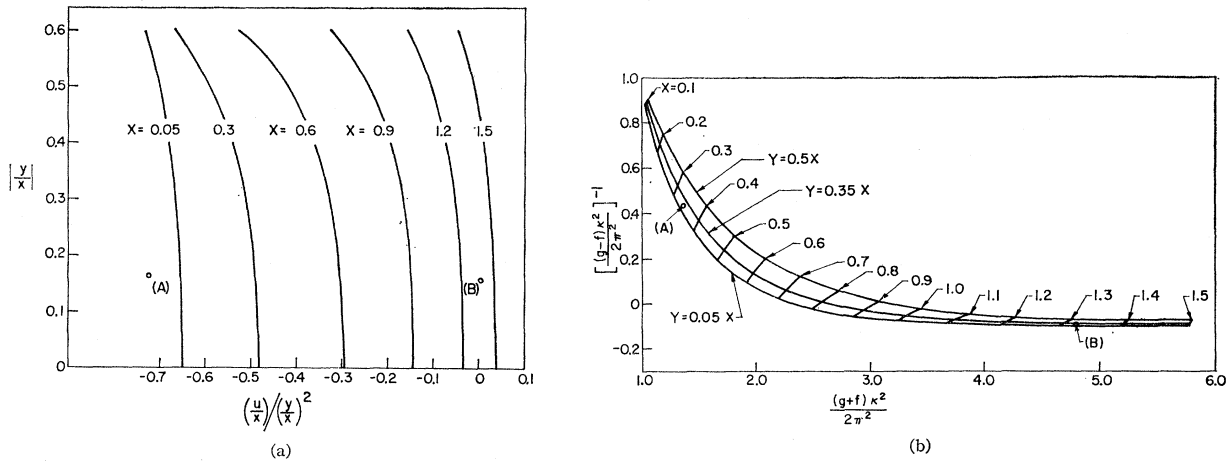 0.6
0.5
0.4
0.3
0.2
0.1
0
|y/x|
X= 0.05 0.3 X= 0.6 X= 0.9 1.2 1.5
(A)
(B)
-0.7 -0.6 -0.5 -0.4 -0.3 -0.2 -0.1 0 0.1
(u/x)/(y/x)²
(a)
1.0
0.8
0.6
0.4
0.2
0
-0.2
[(g-f)κ²/2π²]⁻¹
X=0.1
0.2
0.3
Y=0.5X
0.4
Y=0.35 X
0.5
(A)
0.6
0.7
0.8
0.9
1.0
1.1
1.2
1.3
1.4
1.5
Y=0.05 X
(B)
1.0 2.0 3.0 4.0 5.0 6.0
(g+f) κ²
2π²
(b)